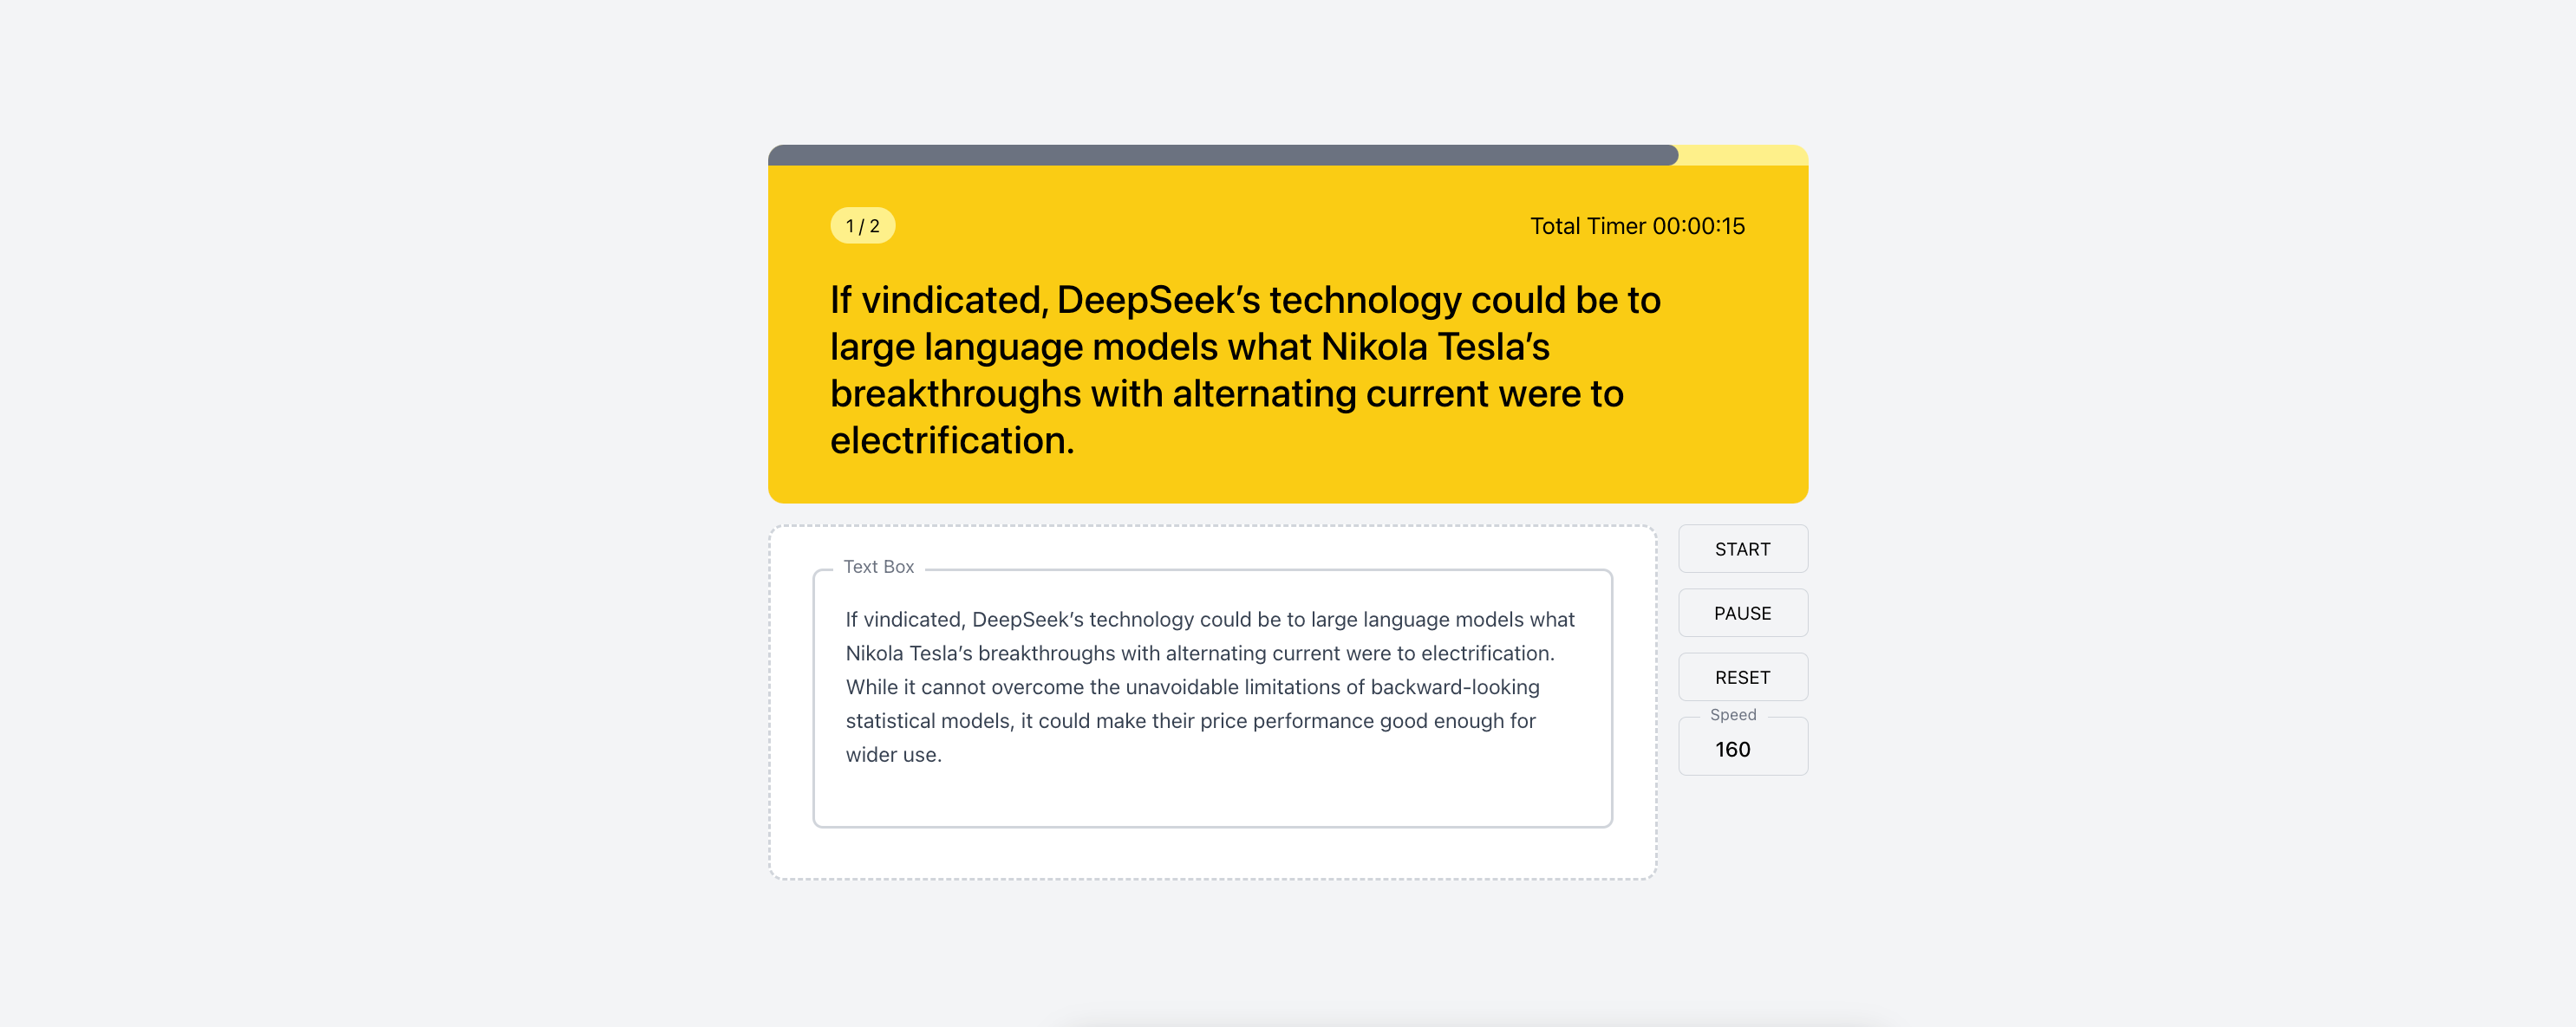 1 / 2
Total Timer 00:00:15
If vindicated, DeepSeek’s technology could be to
large language models what Nikola Tesla’s
breakthroughs with alternating current were to
electrification.
Text Box
If vindicated, DeepSeek’s technology could be to large language models what
Nikola Tesla’s breakthroughs with alternating current were to electrification.
While it cannot overcome the unavoidable limitations of backward-looking
statistical models, it could make their price performance good enough for
wider use.
START
PAUSE
RESET
Speed
160